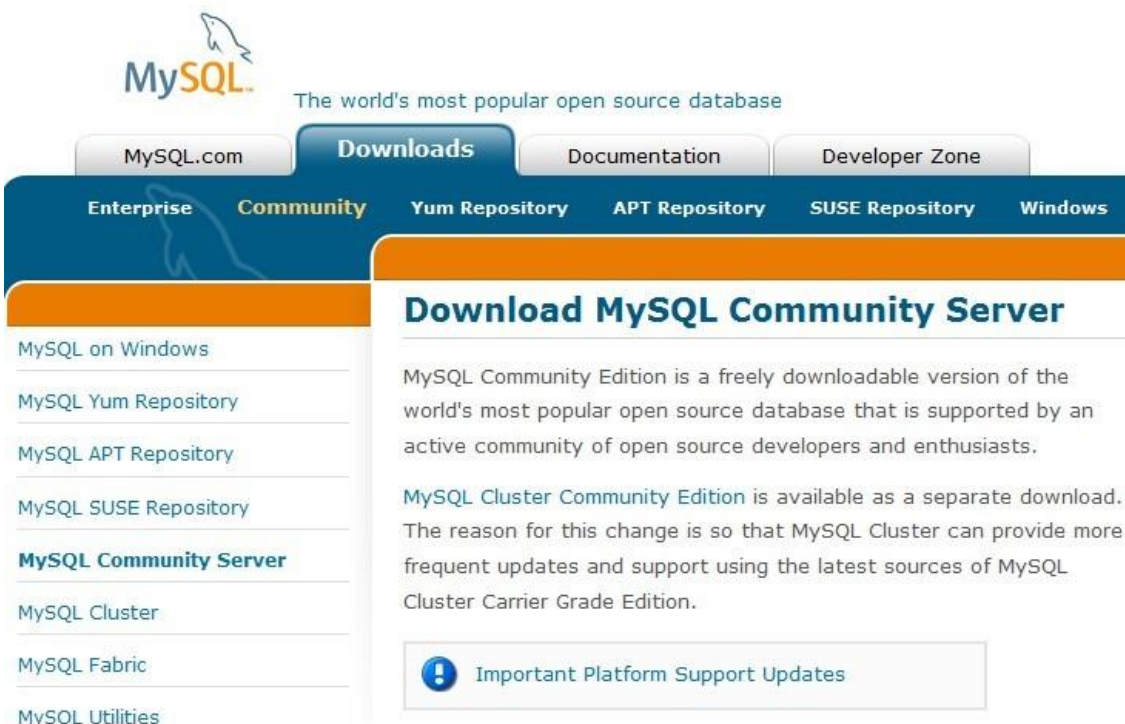 MySQL™
The world's most popular open source database
MySQL.com Downloads Documentation Developer Zone
Enterprise Community Yum Repository APT Repository SUSE Repository Windows
MySQL on Windows
MySQL Yum Repository
MySQL APT Repository
MySQL SUSE Repository
MySQL Community Server
MySQL Cluster
MySQL Fabric
MySQL Utilities
Download MySQL Community Server
MySQL Community Edition is a freely downloadable version of the
world's most popular open source database that is supported by an
active community of open source developers and enthusiasts.
MySQL Cluster Community Edition is available as a separate download.
The reason for this change is so that MySQL Cluster can provide more
frequent updates and support using the latest sources of MySQL
Cluster Carrier Grade Edition.
Important Platform Support Updates